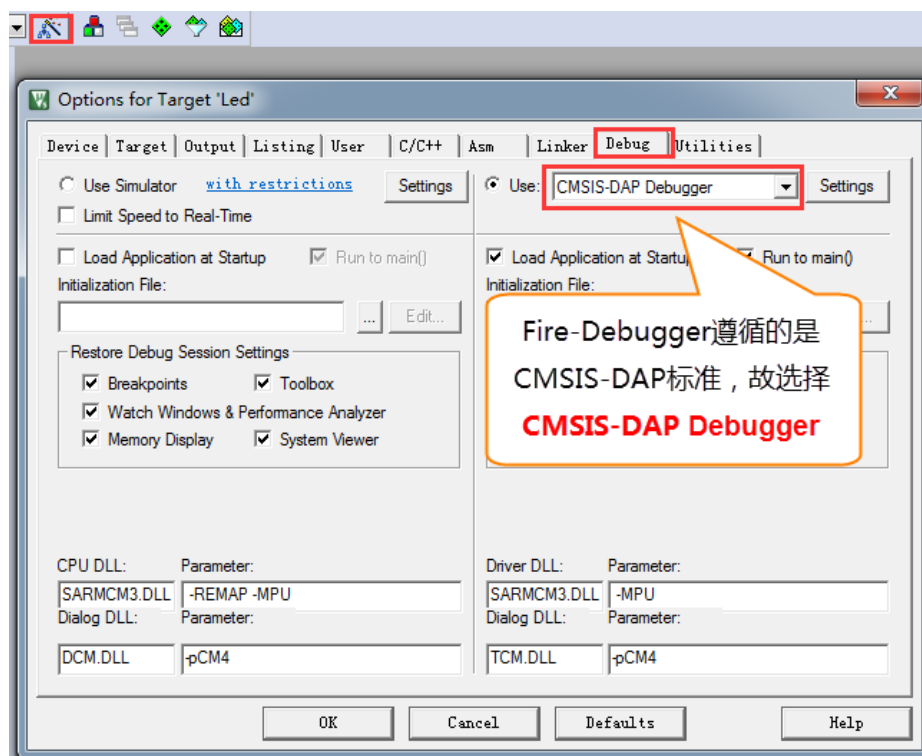 Options for Target 'Led'
Device Target Output Listing User C/C++ Asm Linker Debug Utilities
Use Simulator with restrictions Settings Use: CMSIS-DAP Debugger Settings
Limit Speed to Real-Time
Load Application at Startup Run to main() Load Application at Startup Run to main()
Initialization File: Initialization File:
... Edit...
Fire-Debugger遵循的是
CMSIS-DAP标准，故选择
CMSIS-DAP Debugger
Restore Debug Session Settings
Breakpoints Toolbox
Watch Windows & Performance Analyzer
Memory Display System Viewer
CPU DLL: Parameter: Driver DLL: Parameter:
SARMCM3.DLL -REMAP -MPU SARMCM3.DLL -MPU
Dialog DLL: Parameter: Dialog DLL: Parameter:
DCM.DLL -pCM4 TCM.DLL -pCM4
OK Cancel Defaults Help